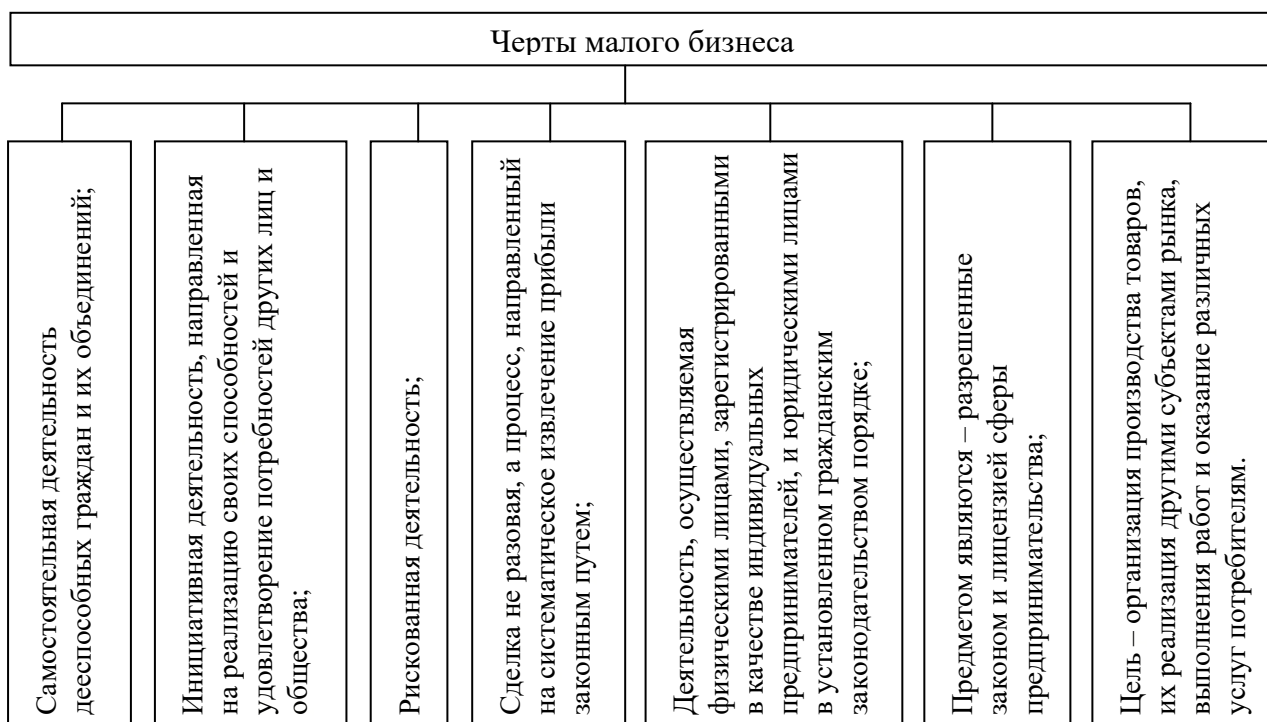 Черты малого бизнеса
Самостоятельная деятельность
дееспособных граждан и их объединений;
Инициативная деятельность, направленная
на реализацию своих способностей и
удовлетворение потребностей других лиц и
общества;
Рискованная деятельность;
Сделка не разовая, а процесс, направленный
на систематическое извлечение прибыли
законным путем;
Деятельность, осуществляемая
физическими лицами, зарегистрированными
в качестве индивидуальных
предпринимателей, и юридическими лицами
в установленном гражданским
законодательством порядке;
Предметом являются – разрешенные
законом и лицензией сферы
предпринимательства;
Цель – организация производства товаров,
их реализация другими субъектами рынка,
выполнения работ и оказание различных
услуг потребителям.